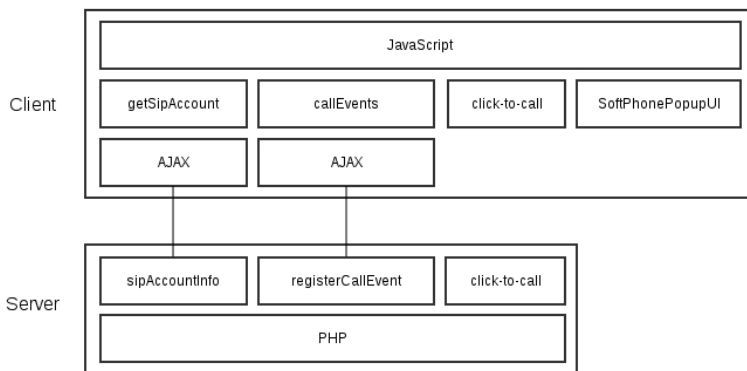 JavaScript
Client
getSipAccount
callEvents
click-to-call
SoftPhonePopupUI
AJAX
AJAX
sipAccountInfo
registerCallEvent
click-to-call
Server
PHP